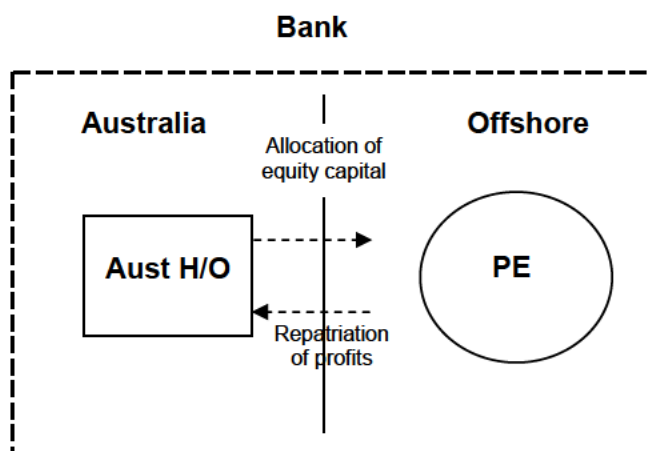 Bank
Australia
Offshore
Allocation of
equity capital
Aust H/O
PE
Repatriation
of profits